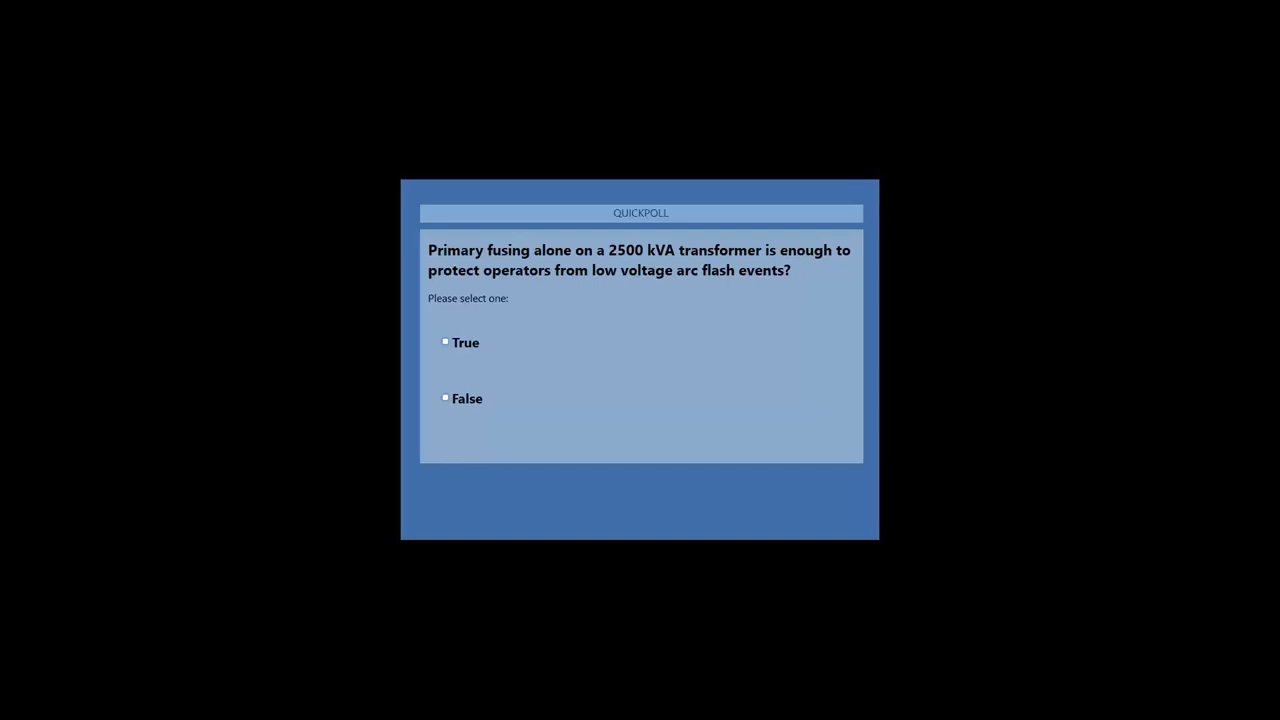 QUICKPOLL
Primary fusing alone on a 2500 kVA transformer is enough to
protect operators from low voltage arc flash events?
Please select one:
True
False